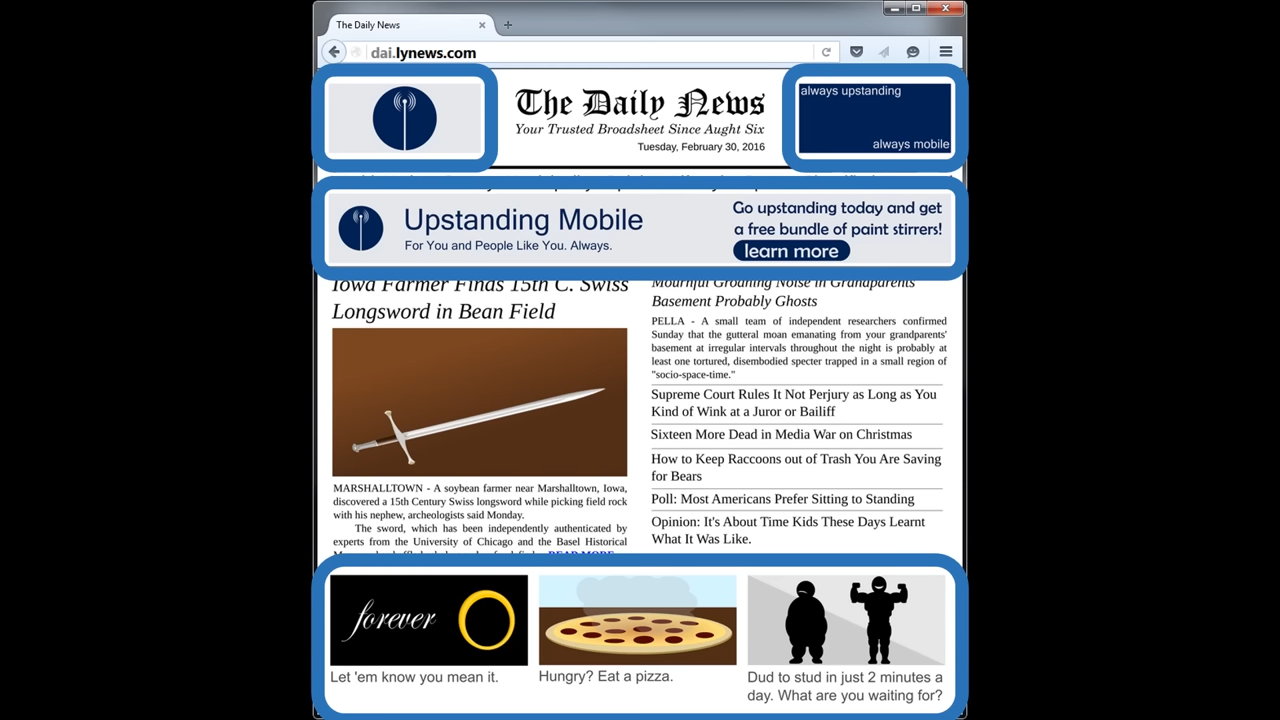 The Daily News
dai.lynews.com
The Daily News
Your Trusted Broadsheet Since Aught Six
Tuesday, February 30, 2016
always upstanding
always mobile
Upstanding Mobile
For You and People Like You. Always.
Go upstanding today and get
a free bundle of paint stirrers!
learn more
Iowa Farmer Finds 15th C. Swiss
Longsword in Bean Field
MARSHALLTOWN - A soybean farmer near Marshalltown, Iowa,
discovered a 15th Century Swiss longsword while picking field rock
with his nephew, archeologists said Monday.
The sword, which has been independently authenticated by
experts from the University of Chicago and the Basel Historical
READ MORE
Mournful Groaning Noise in Grandparents'
Basement Probably Ghosts
PELLA - A small team of independent researchers confirmed
Sunday that the gutteral moan emanating from your grandparents'
basement at irregular intervals throughout the night is probably at
least one tortured, disembodied specter trapped in a small region of
"socio-space-time."
Supreme Court Rules It Not Perjury as Long as You
Kind of Wink at a Juror or Bailiff
Sixteen More Dead in Media War on Christmas
How to Keep Raccoons out of Trash You Are Saving
for Bears
Poll: Most Americans Prefer Sitting to Standing
Opinion: It's About Time Kids These Days Learnt
What It Was Like.
forever
Let 'em know you mean it.
Hungry? Eat a pizza.
Dud to stud in just 2 minutes a
day. What are you waiting for?